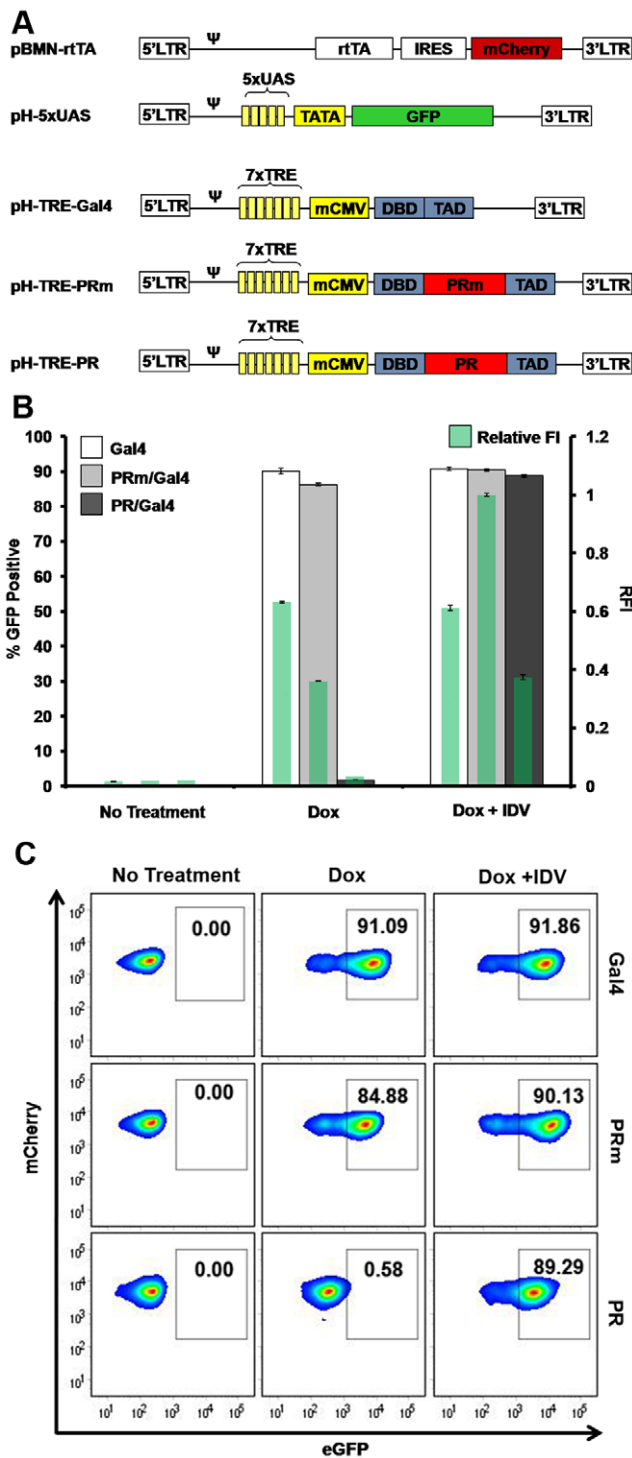 A
pBMN-rtTA 5'LTR Ψ rtTA IRES mCherry 3'LTR
5xUAS
pH-5xUAS 5'LTR Ψ TATA GFP 3'LTR
7xTRE
pH-TRE-Gal4 5'LTR Ψ mCMV DBD TAD 3'LTR
7xTRE
pH-TRE-PRm 5'LTR Ψ mCMV DBD PRm TAD 3'LTR
7xTRE
pH-TRE-PR 5'LTR Ψ mCMV DBD PR TAD 3'LTR
B
Gal4
PRm/Gal4
PR/Gal4
Relative FI
% GFP Positive
100
90
80
70
60
50
40
30
20
10
0
1.2
1
0.8
0.6
0.4
0.2
0
RFI
No Treatment Dox Dox + IDV
C
No Treatment Dox Dox +IDV
10⁵ 10⁴ 10³ 10² 10¹
0.00 91.09 91.86
Gal4
10⁵ 10⁴ 10³ 10² 10¹
0.00 84.88 90.13
PRm
10⁵ 10⁴ 10³ 10² 10¹
0.00 0.58 89.29
PR
mCherry
10¹ 10² 10³ 10⁴ 10⁵ 10¹ 10² 10³ 10⁴ 10⁵ 10¹ 10² 10³ 10⁴ 10⁵
eGFP